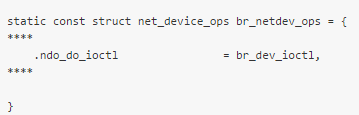 static const struct net_device_ops br_netdev_ops = {
****
    .ndo_do_ioctl                = br_dev_ioctl,
****
}